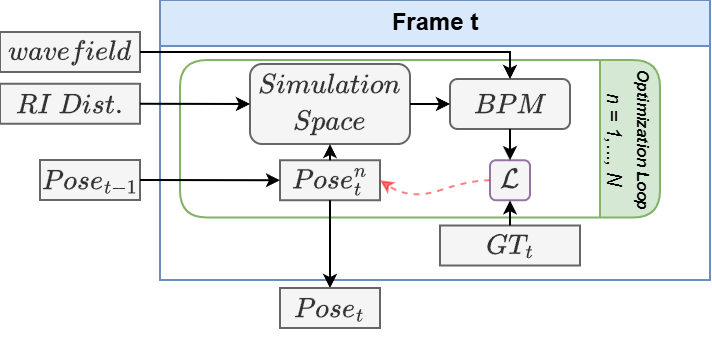 Frame t
wavefield
RI Dist.
Simulation
Space
BPM
Optimization Loop
n = 1,..., N
Pose_{t-1}
Pose_t^n
ℒ
GT_t
Pose_t